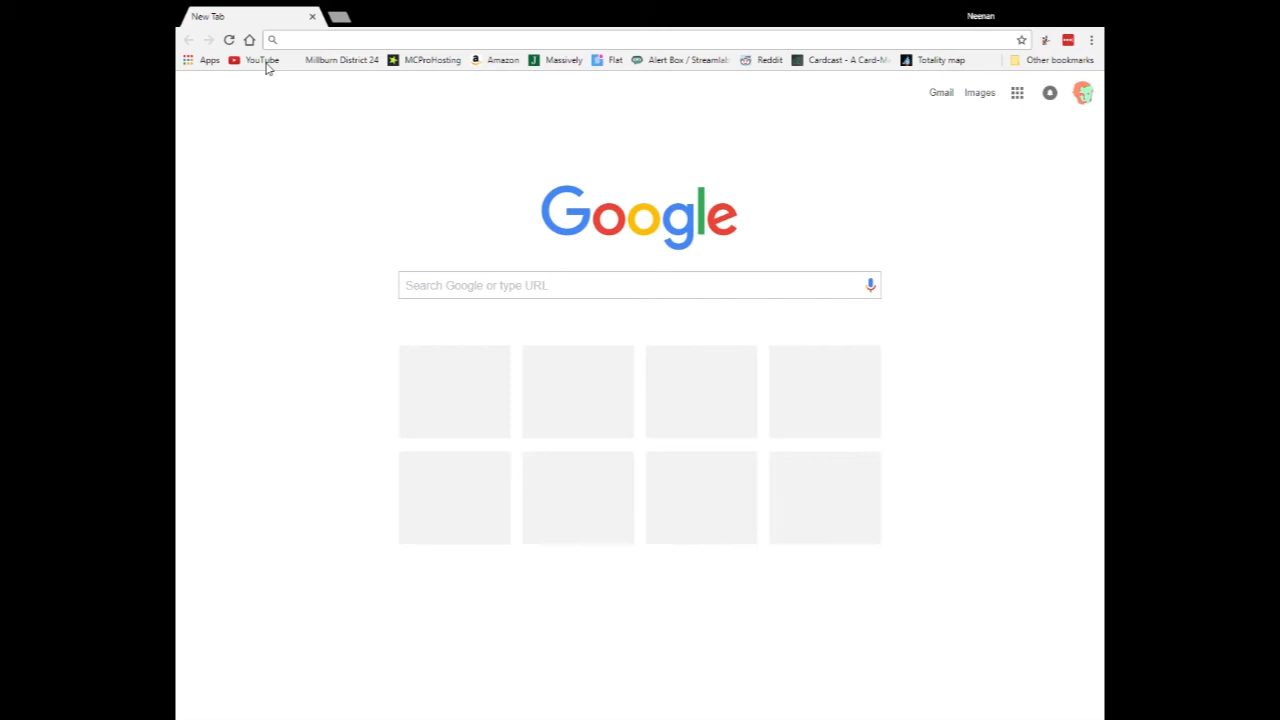 New Tab
Neenan
Apps YouTube Millburn District 24 MCProHosting Amazon Massively Flat Alert Box / Streamlab Reddit Cardcast - A Card-M Totality map Other bookmarks
Gmail Images
Google
Search Google or type URL